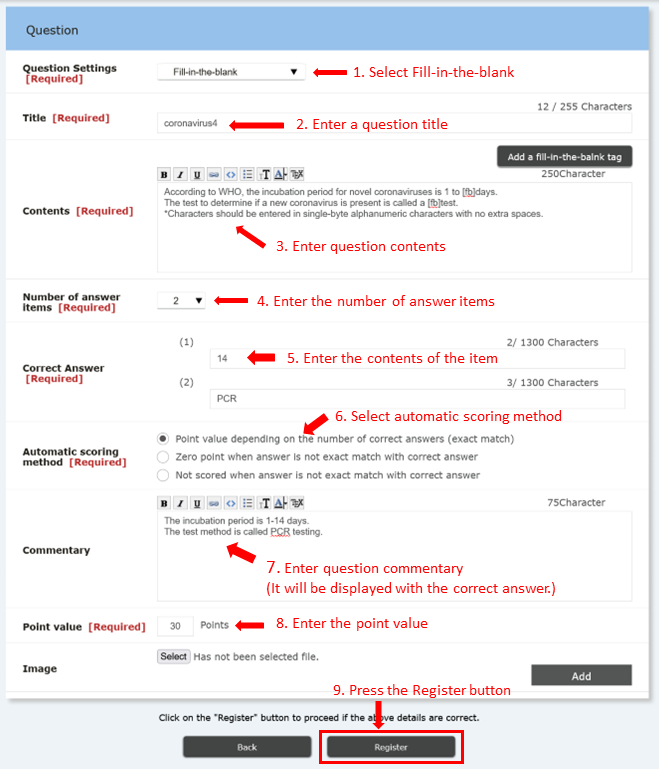 Question
Question Settings
[Required]
Fill-in-the-blank
1. Select Fill-in-the-blank
12 / 255 Characters
Title [Required]
coronavirus4
2. Enter a question title
Add a fill-in-the-balnk tag
B I U T A
250Character
According to WHO, the incubation period for novel coronaviruses is 1 to [fb]days.
The test to determine if a new coronavirus is present is called a [fb]test.
*Characters should be entered in single-byte alphanumeric characters with no extra spaces.
Contents [Required]
3. Enter question contents
Number of answer
items [Required]
2
4. Enter the number of answer items
(1)
2/ 1300 Characters
14
5. Enter the contents of the item
Correct Answer
[Required]
(2)
3/ 1300 Characters
PCR
6. Select automatic scoring method
Point value depending on the number of correct answers (exact match)
Automatic scoring
method [Required]
Zero point when answer is not exact match with correct answer
Not scored when answer is not exact match with correct answer
B I U T A
75Character
The incubation period is 1-14 days.
The test method is called PCR testing.
Commentary
7. Enter question commentary
(It will be displayed with the correct answer.)
Point value [Required]
30 Points
8. Enter the point value
Image
Select Has not been selected file.
Add
9. Press the Register button
Click on the "Register" button to proceed if the above details are correct.
Back
Register